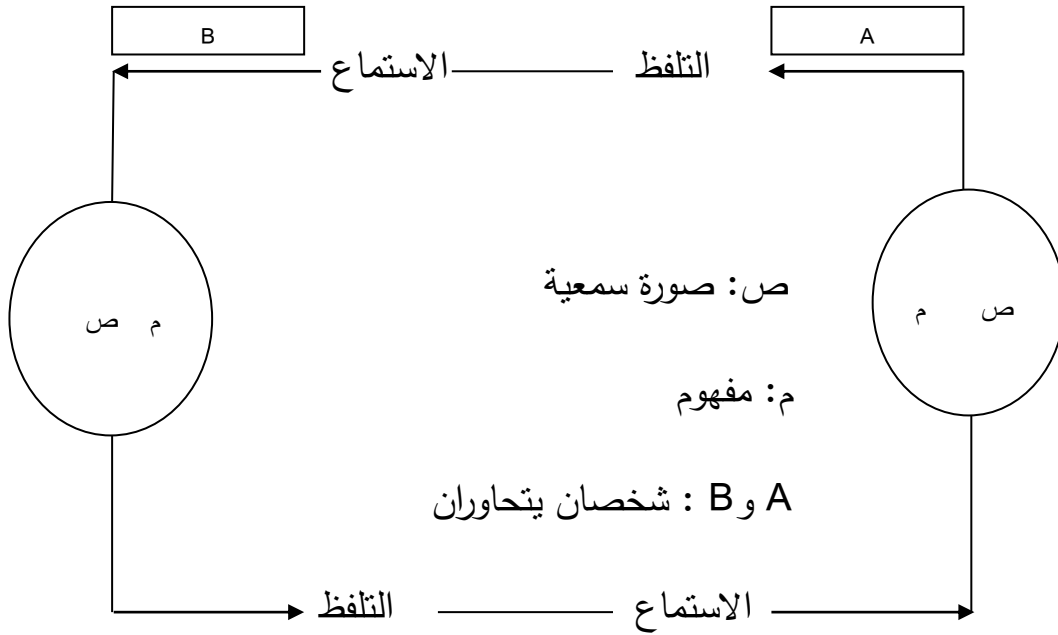 A
B
التلفظ
الاستماع
ص
م
م
ص
ص: صورة سمعية
م: مفهوم
A و B : شخصان يتحاوران
الاستماع
التلفظ